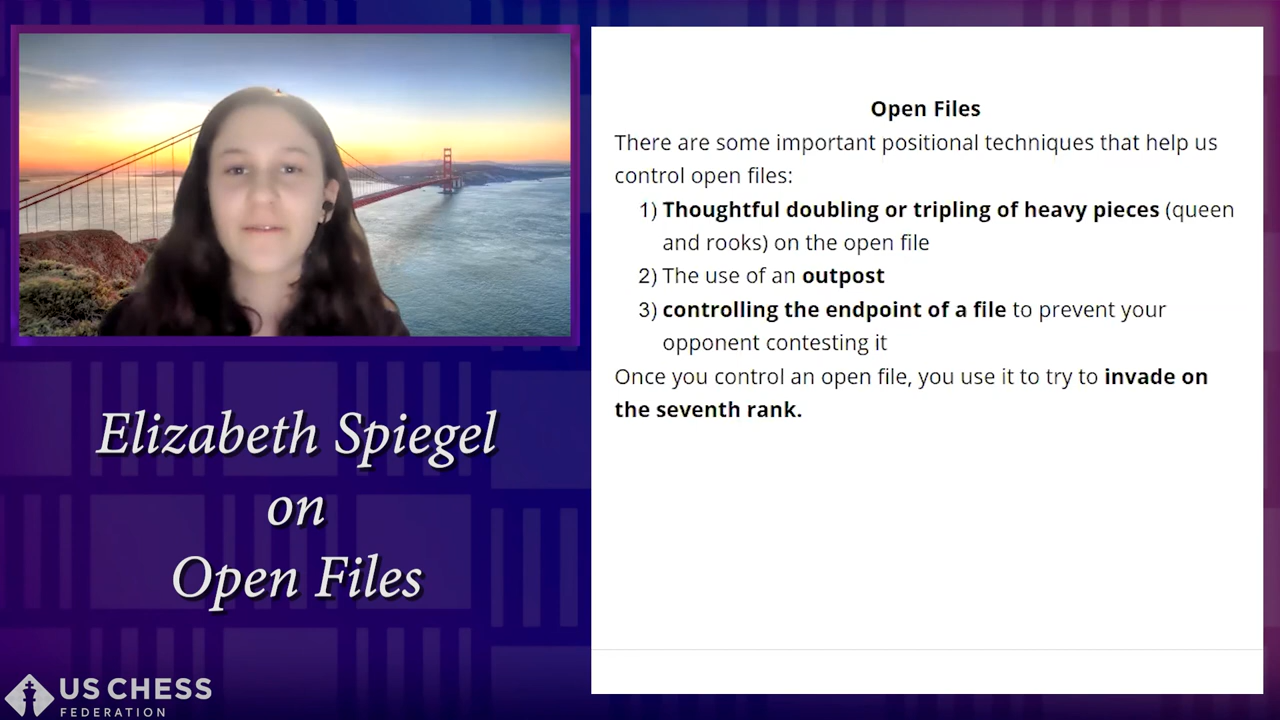 Elizabeth Spiegel
on
Open Files
US CHESS
FEDERATION
Open Files
There are some important positional techniques that help us
control open files:
1) Thoughtful doubling or tripling of heavy pieces (queen
and rooks) on the open file
2) The use of an outpost
3) controlling the endpoint of a file to prevent your
opponent contesting it
Once you control an open file, you use it to try to invade on
the seventh rank.